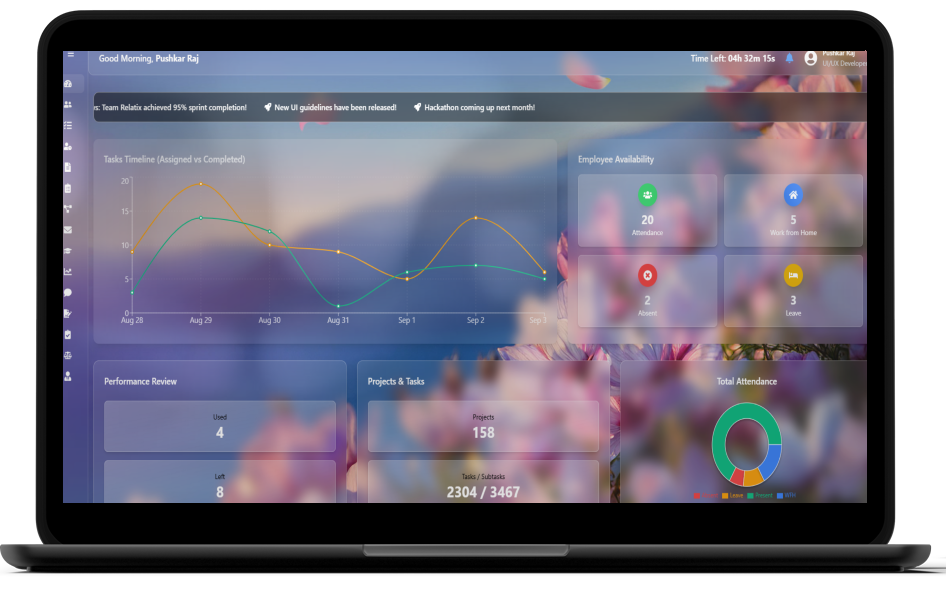 Good Morning, Pushkar Raj
Time Left: 04h 32m 15s
Pushkar Raj
UI/UX Developer
s: Team Relatix achieved 95% sprint completion!
New UI guidelines have been released!
Hackathon coming up next month!
Tasks Timeline (Assigned vs Completed)
20
15
10
5
0
Aug 28
Aug 29
Aug 30
Aug 31
Sep 1
Sep 2
Sep 3
Employee Availability
20
Attendance
5
Work from Home
2
Absent
3
Leave
Performance Review
Used
4
Left
8
Projects & Tasks
Projects
158
Tasks / Subtasks
2304 / 3467
Total Attendance
Leave
Present
WFH